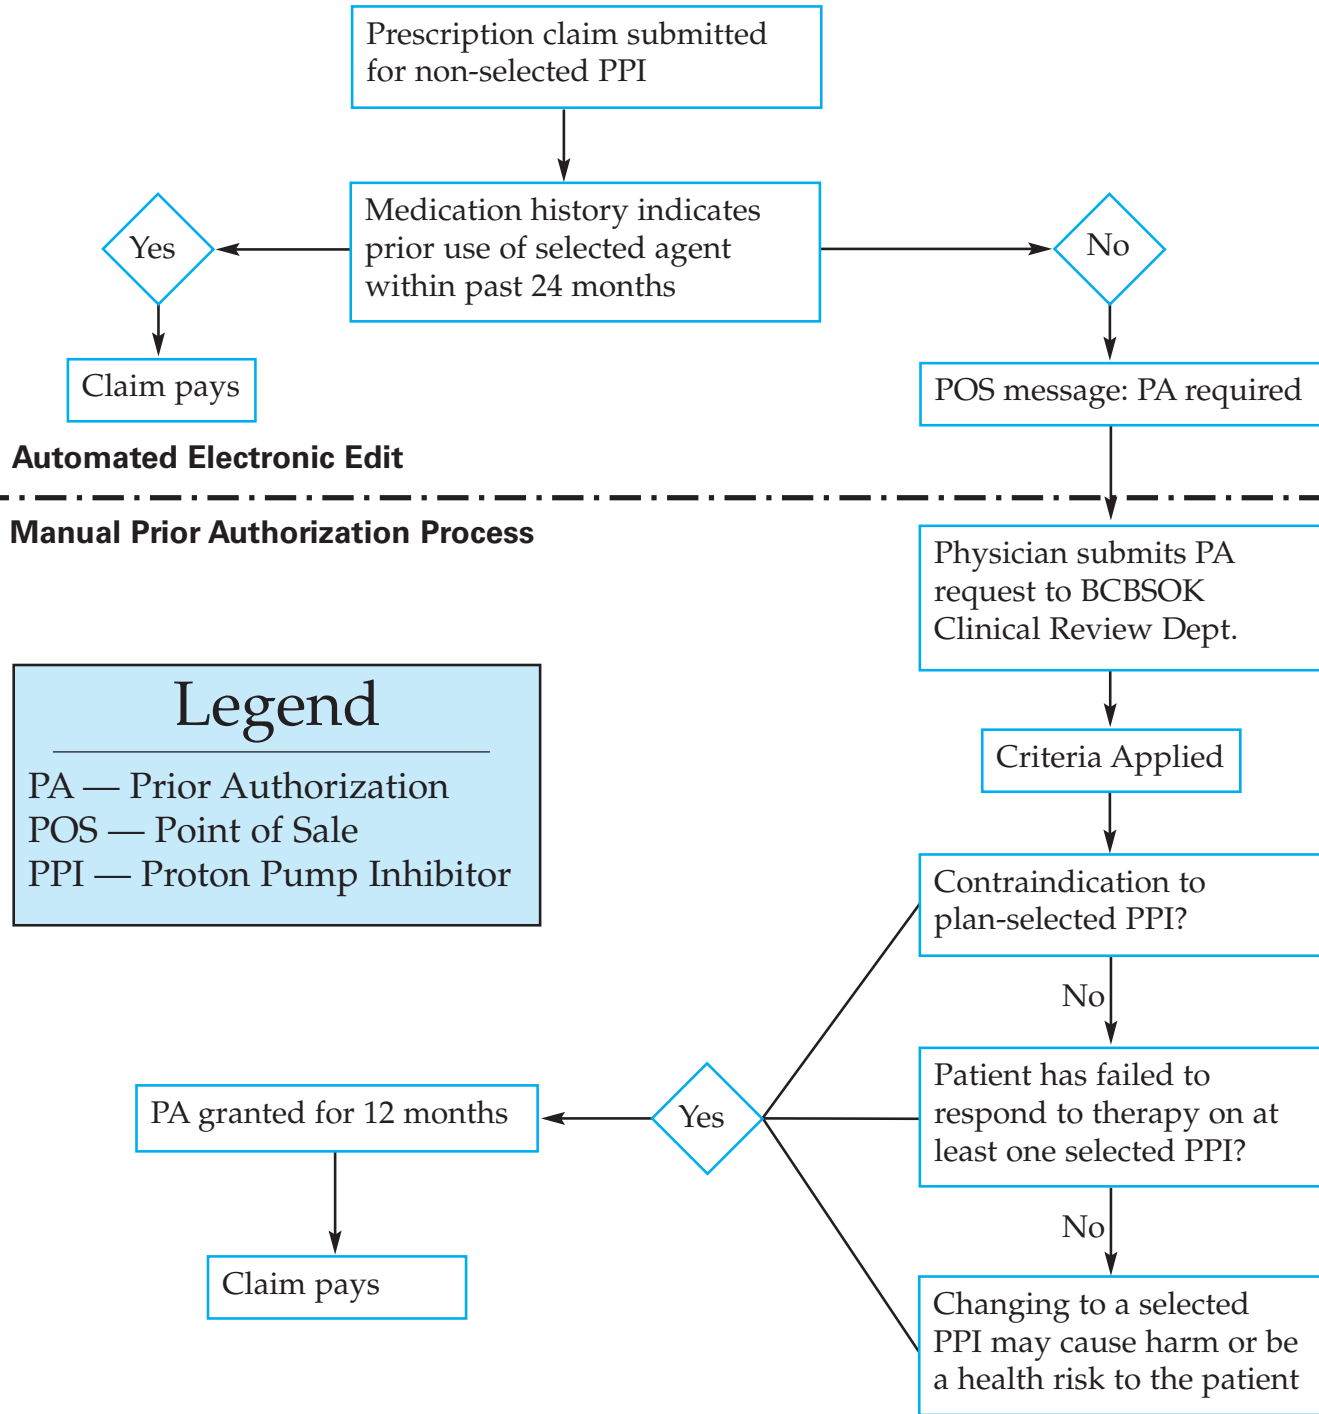 Prescription claim submitted
for non-selected PPI
Yes
Medication history indicates
prior use of selected agent
within past 24 months
No
Claim pays
POS message: PA required
Automated Electronic Edit
Manual Prior Authorization Process
Physician submits PA
request to BCBSOK
Clinical Review Dept.
Legend
PA — Prior Authorization
POS — Point of Sale
PPI — Proton Pump Inhibitor
Criteria Applied
Contraindication to
plan-selected PPI?
No
Patient has failed to
respond to therapy on at
least one selected PPI?
Yes
PA granted for 12 months
No
Claim pays
Changing to a selected
PPI may cause harm or be
a health risk to the patient